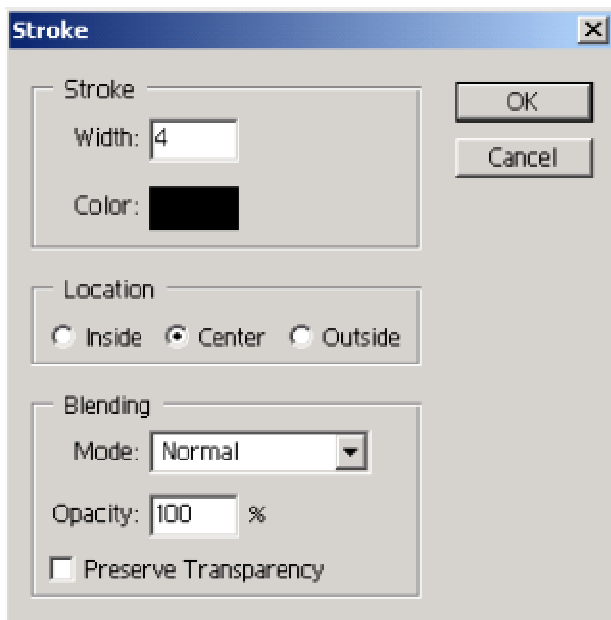 Stroke
Stroke
Width: 4
Color:
OK
Cancel
Location
Inside Center Outside
Blending
Mode: Normal
Opacity: 100 %
Preserve Transparency